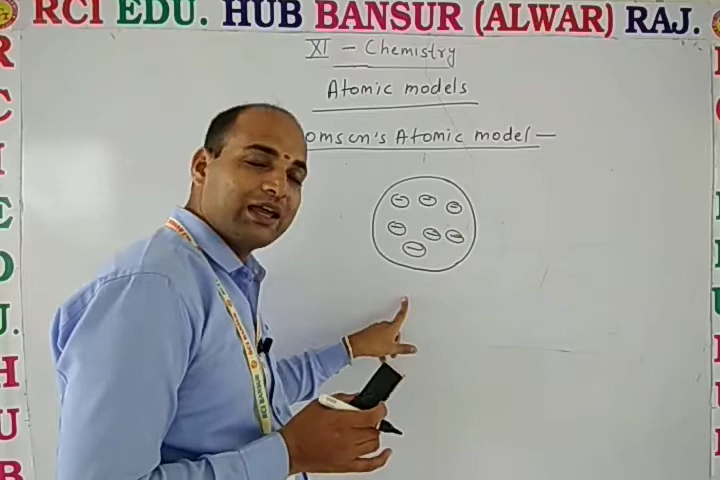 RCI EDU. HUB BANSUR (ALWAR) RAJ.
XI - Chemistry
Atomic models
omson's Atomic model -